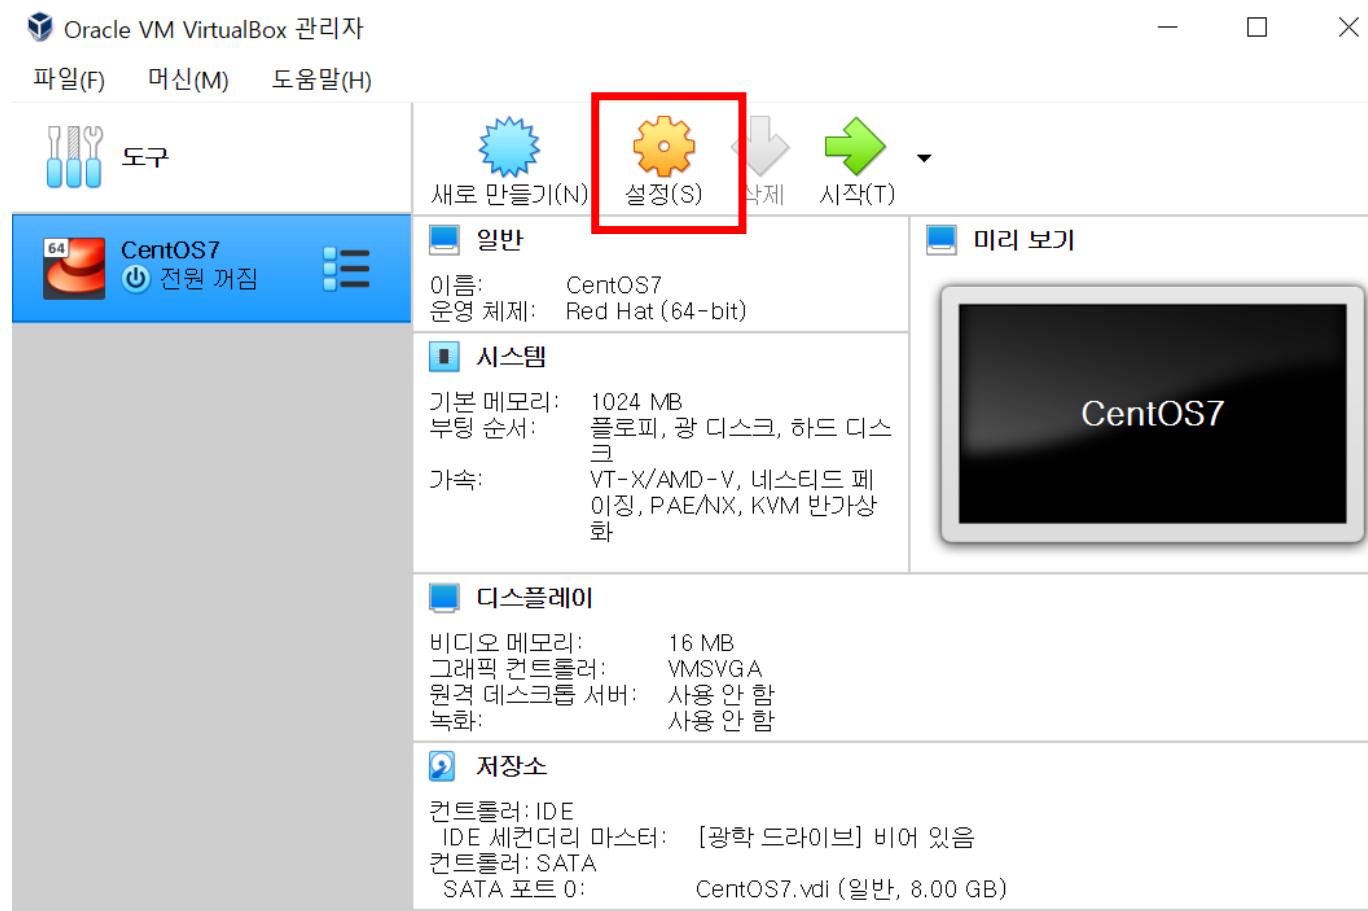 Oracle VM VirtualBox 관리자
파일(F) 머신(M) 도움말(H)
도구
새로 만들기(N) 설정(S) 삭제 시작(T)
64
CentOS7
전원 꺼짐
일반
이름: CentOS7
운영 체제: Red Hat (64-bit)
미리 보기
CentOS7
시스템
기본 메모리: 1024 MB
부팅 순서: 플로피, 광 디스크, 하드 디스
크
가속: VT-X/AMD-V, 네스티드 페
이징, PAE/NX, KVM 반가상
화
디스플레이
비디오 메모리: 16 MB
그래픽 컨트롤러: VMSVGA
원격 데스크톱 서버: 사용 안 함
녹화: 사용 안 함
저장소
컨트롤러: IDE
IDE 세컨더리 마스터: [광학 드라이브] 비어 있음
컨트롤러: SATA
SATA 포트 0: CentOS7.vdi (일반, 8.00 GB)